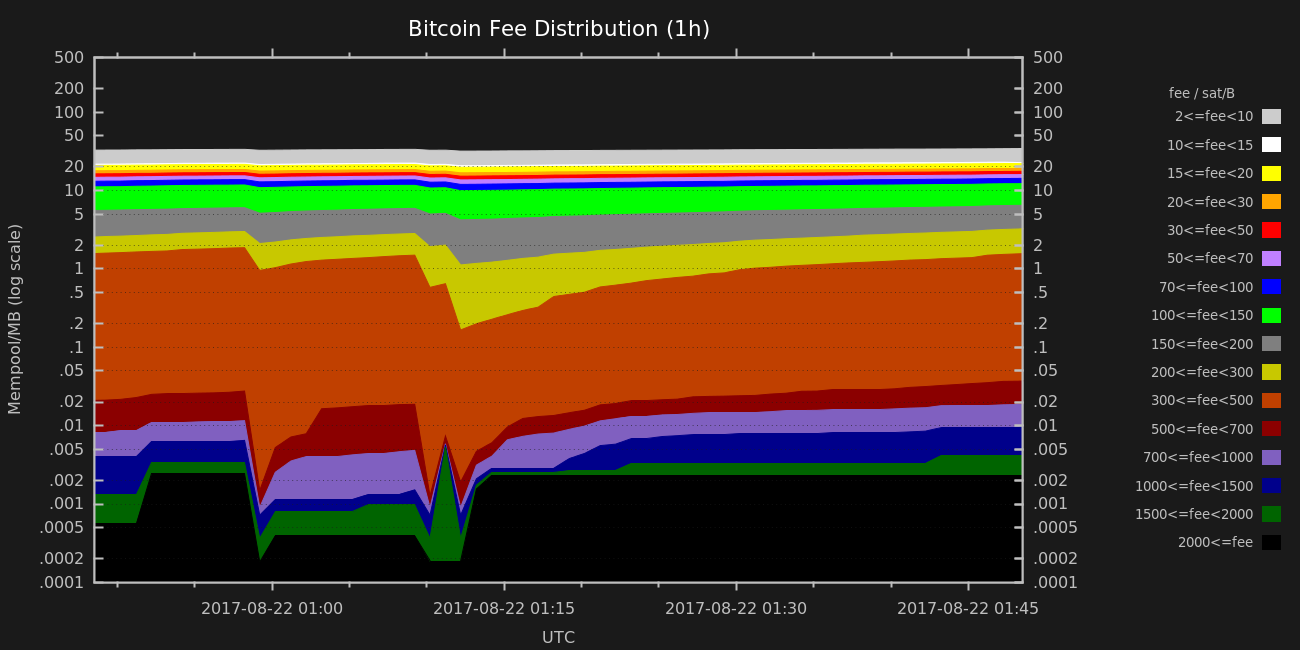 Bitcoin Fee Distribution (1h)
500
200
100
50
20
10
5
2
1
.5
.2
.1
.05
.02
.01
.005
.002
.001
.0005
.0002
.0001
Mempool/MB (log scale)
500
200
100
50
20
10
5
2
1
.5
.2
.1
.05
.02
.01
.005
.002
.001
.0005
.0002
.0001
2017-08-22 01:00 2017-08-22 01:15 2017-08-22 01:30 2017-08-22 01:45
UTC
fee / sat/B
2<=fee<10
10<=fee<15
15<=fee<20
20<=fee<30
30<=fee<50
50<=fee<70
70<=fee<100
100<=fee<150
150<=fee<200
200<=fee<300
300<=fee<500
500<=fee<700
700<=fee<1000
1000<=fee<1500
1500<=fee<2000
2000<=fee